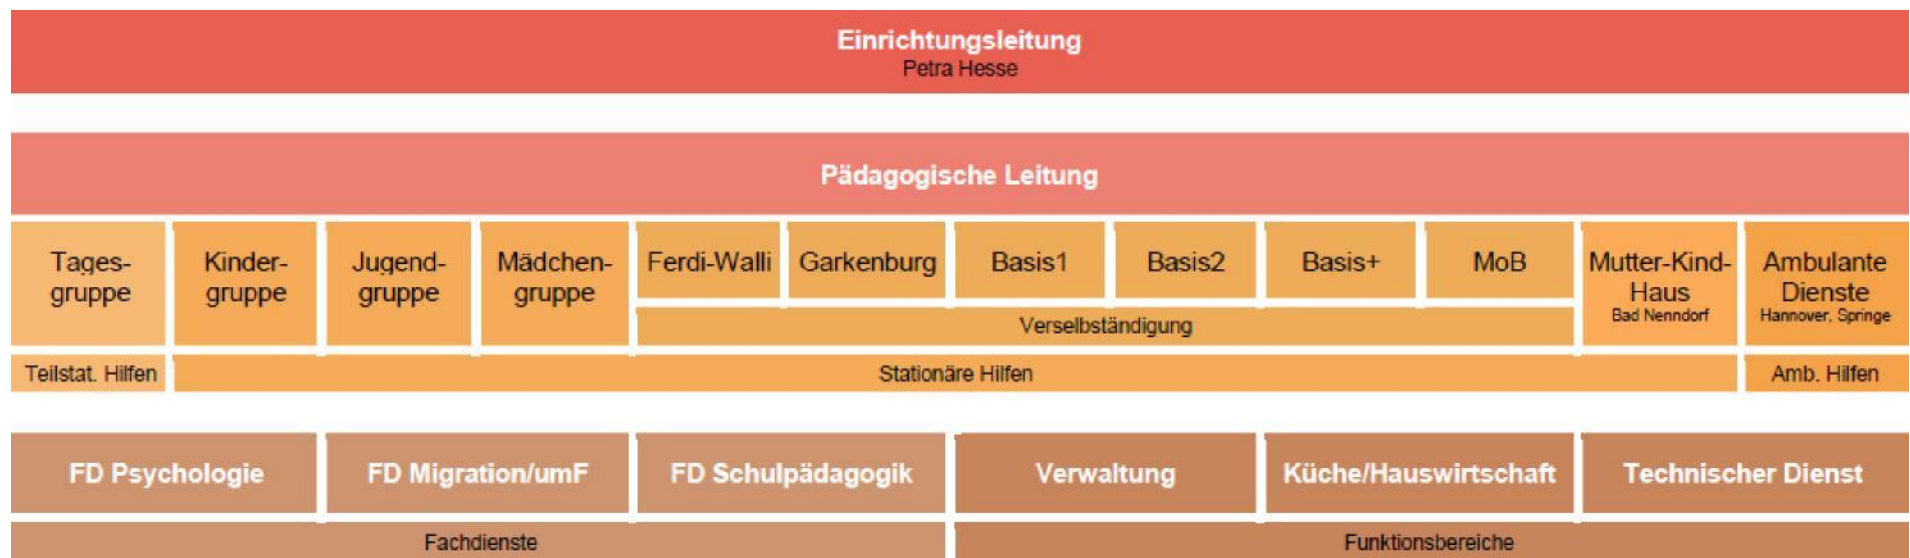 Einrichtungsleitung
Petra Hesse
Pädagogische Leitung
Tages-
gruppe
Kinder-
gruppe
Jugend-
gruppe
Mädchen-
gruppe
Ferdi-Walli
Garkenburg
Basis1
Basis2
Basis+
MoB
Mutter-Kind-
Haus
Bad Nenndorf
Ambulante
Dienste
Hannover, Springe
Verselbständigung
Teilstat. Hilfen
Stationäre Hilfen
Amb. Hilfen
FD Psychologie
FD Migration/umF
FD Schulpädagogik
Verwaltung
Küche/Hauswirtschaft
Technischer Dienst
Fachdienste
Funktionsbereiche